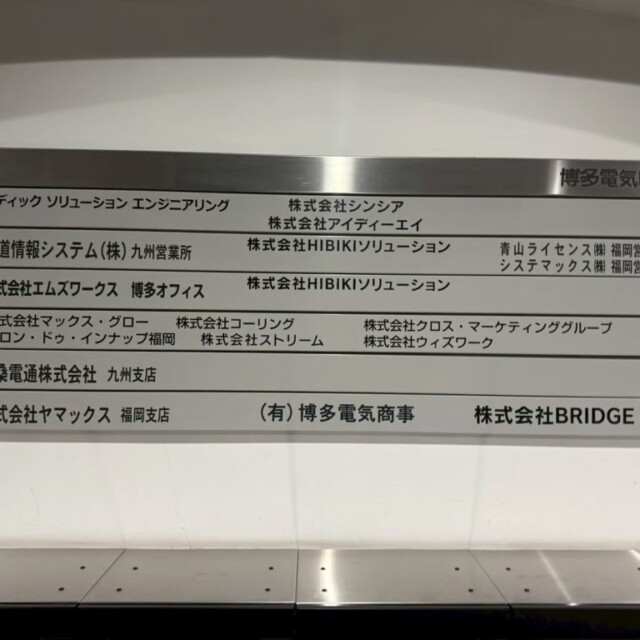 博多電気
ディック ソリューション エンジニアリング 株式会社シンシア
株式会社アイディーエイ
道情報システム(株) 九州営業所 株式会社HIBIKIソリューション 青山ライセンス㈱ 福岡営
システマックス㈱ 福岡営
式会社エムズワークス 博多オフィス 株式会社HIBIKIソリューション
式会社マックス・グロー 株式会社コーリング 株式会社クロス・マーケティンググループ
ロン・ドゥ・インナップ福岡 株式会社ストリーム 株式会社ウィズワーク
桑電通株式会社 九州支店
式会社ヤマックス 福岡支店 (有)博多電気商事 株式会社BRIDGE